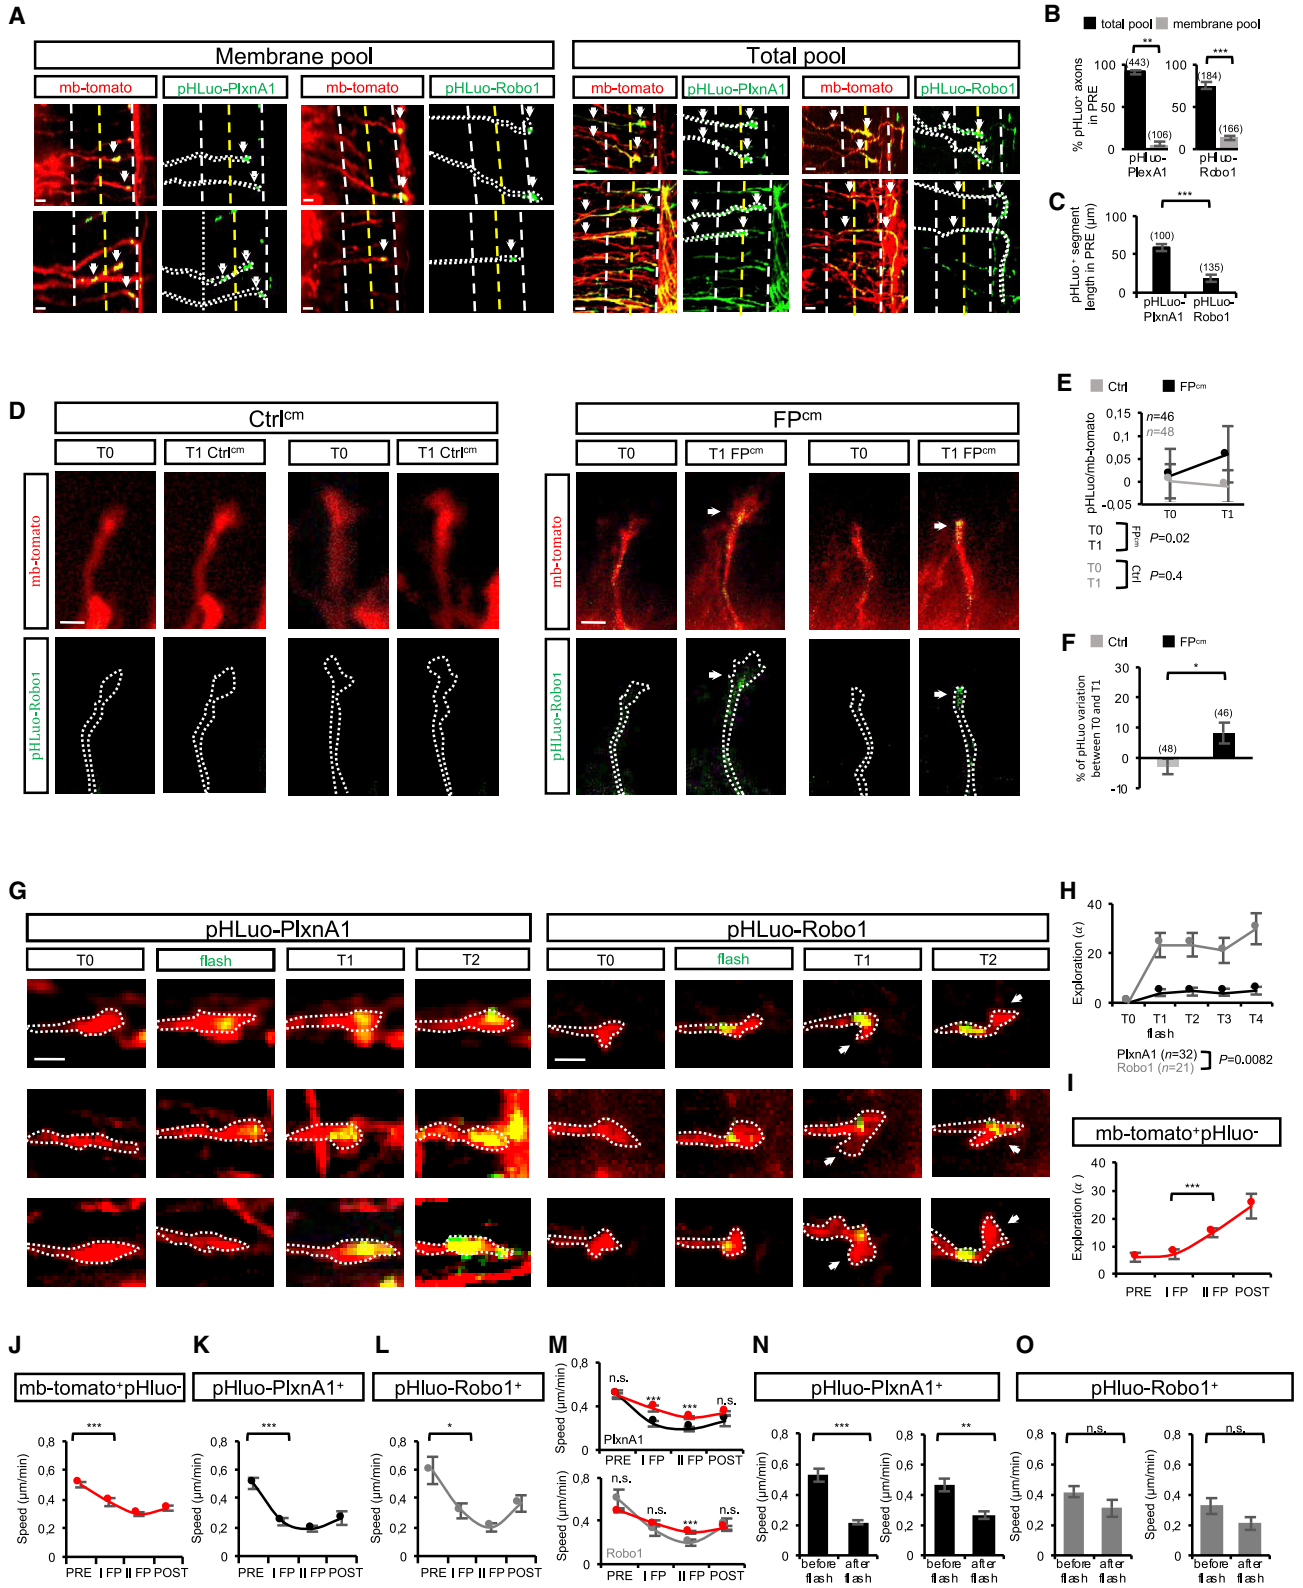 A
Membrane pool
Total pool
mb-tomato
pHLuo-PlxnA1
mb-tomato
pHLuo-Robo1
mb-tomato
pHLuo-PlxnA1
mb-tomato
pHLuo-Robo1
B
total pool
membrane pool
% pHLuo⁺ axons
in PRE
100
50
0
(443)
**
(106)
pHluo-
PlexA1
100
50
0
(184)
***
(166)
pHluo-
Robo1
C
pHLuo⁺ segment
length in PRE (µm)
100
50
0
***
(100)
(135)
pHLuo-
PlxnA1
pHLuo-
Robo1
D
Ctrlᶜᵐ
FPᶜᵐ
T0
T1 Ctrlᶜᵐ
T0
T1 Ctrlᶜᵐ
T0
T1 FPᶜᵐ
T0
T1 FPᶜᵐ
mb-tomato
pHLuo-Robo1
mb-tomato
pHLuo-Robo1
E
Ctrl
FPᶜᵐ
pHLuo/mb-tomato
0,15
0,1
0,05
0
-0,05
n=46
n=48
T0
T1
T0
T1
FPᶜᵐ
P=0.02
T0
T1
Ctrl
P=0.4
F
Ctrl
FPᶜᵐ
% of pHLuo variation
between T0 and T1
30
20
10
0
-10
*
(48)
(46)
G
pHLuo-PlxnA1
pHLuo-Robo1
T0
flash
T1
T2
T0
flash
T1
T2
H
Exploration (α)
40
20
0
T0
T1
T2
T3
T4
flash
PlxnA1 (n=32)
Robo1 (n=21)
P=0.0082
I
mb-tomato⁺pHluo⁻
Exploration (α)
40
30
20
10
0
***
PRE
I FP
II FP
POST
J
mb-tomato⁺pHluo⁻
***
Speed (µm/min)
0,8
0,6
0,4
0,2
0
PRE
I FP
II FP
POST
K
pHluo-PlxnA1⁺
***
Speed (µm/min)
0,8
0,6
0,4
0,2
0
PRE
I FP
II FP
POST
L
pHluo-Robo1⁺
*
Speed (µm/min)
0,8
0,6
0,4
0,2
0
PRE
I FP
II FP
POST
M
Speed (µm/min)
0,8
0,4
0
n.s.
***
***
n.s.
PlxnA1
PRE
I FP
II FP
POST
Speed (µm/min)
0,8
0,4
0
n.s.
n.s.
***
n.s.
Robo1
PRE
I FP
II FP
POST
N
pHluo-PlxnA1⁺
***
Speed (µm/min)
0,8
0,6
0,4
0,2
0
before
flash
after
flash
**
Speed (µm/min)
0,8
0,6
0,4
0,2
0
before
flash
after
flash
O
pHluo-Robo1⁺
n.s.
Speed (µm/min)
0,8
0,6
0,4
0,2
0
before
flash
after
flash
n.s.
Speed (µm/min)
0,8
0,6
0,4
0,2
0
before
flash
after
flash